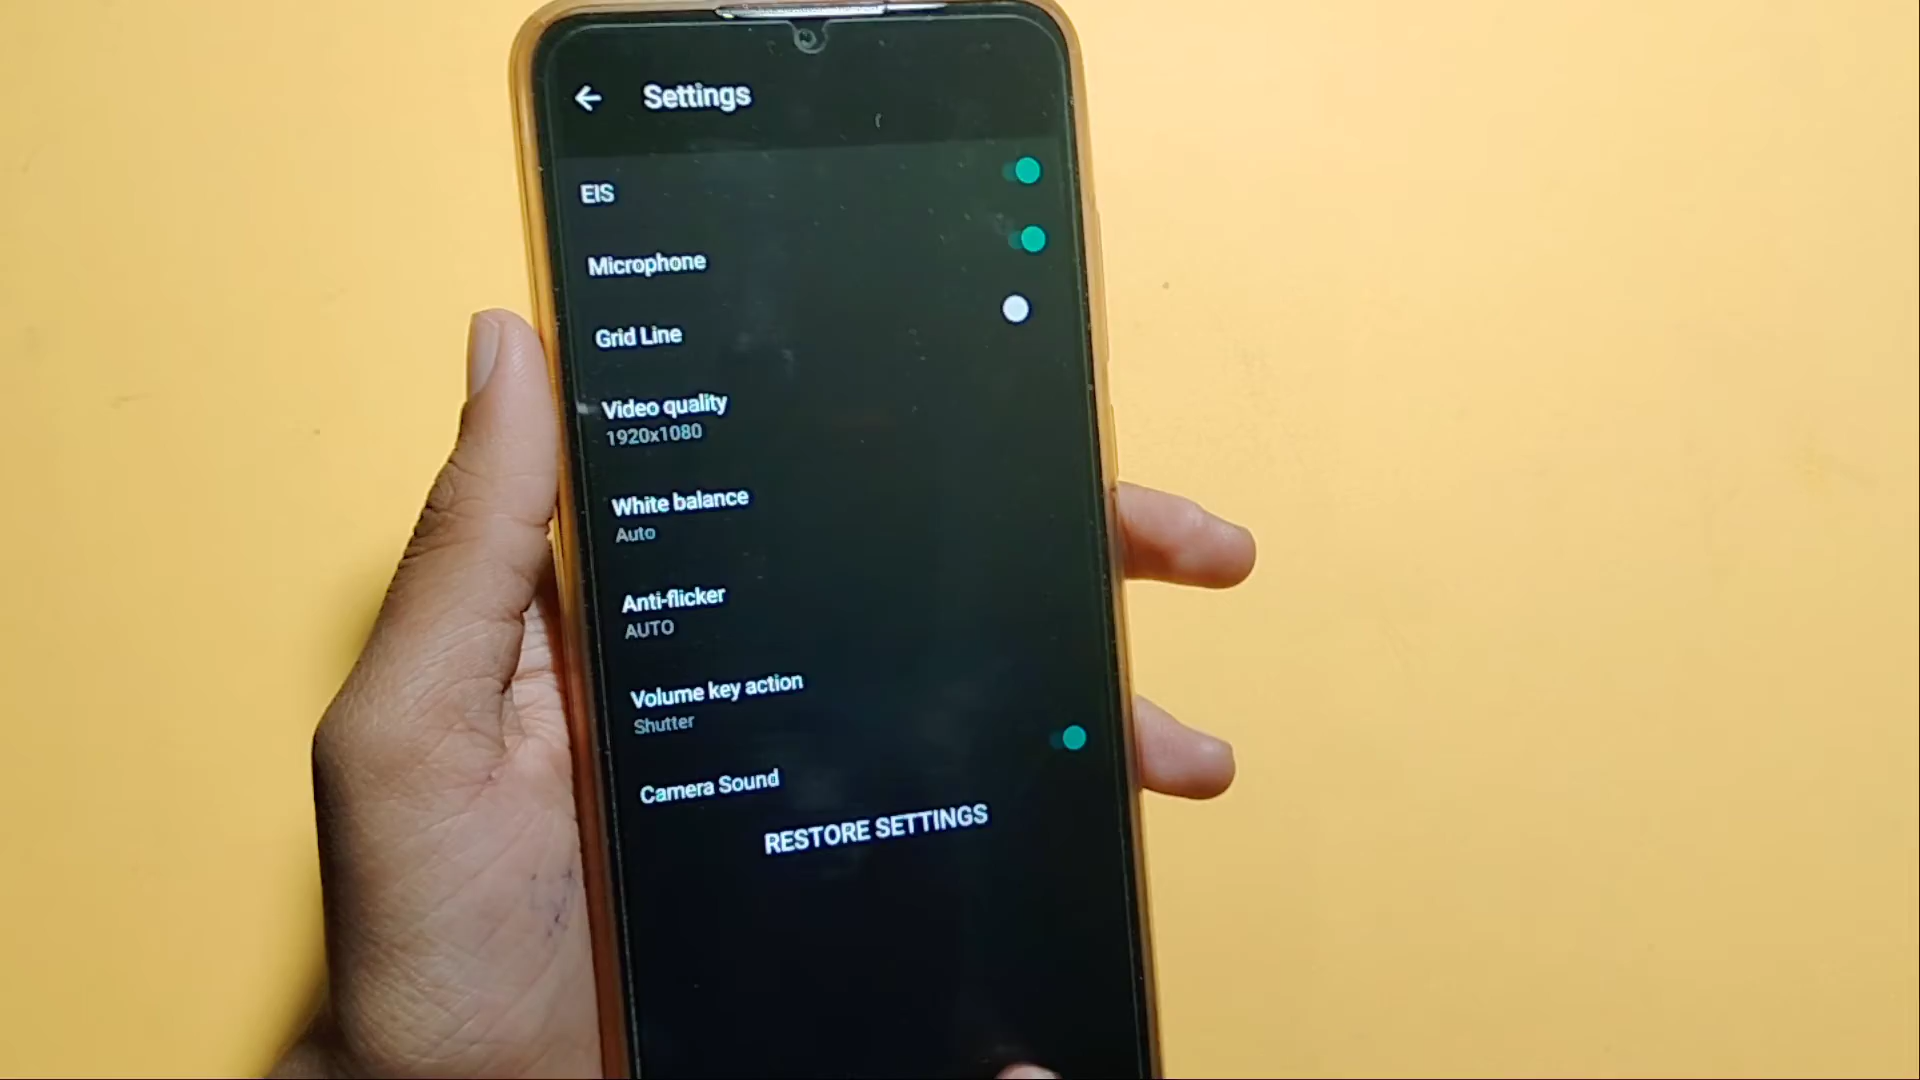 Settings
EIS
Microphone
Grid Line
Video quality
1920x1080
White balance
Auto
Anti-flicker
AUTO
Volume key action
Shutter
Camera Sound
RESTORE SETTINGS